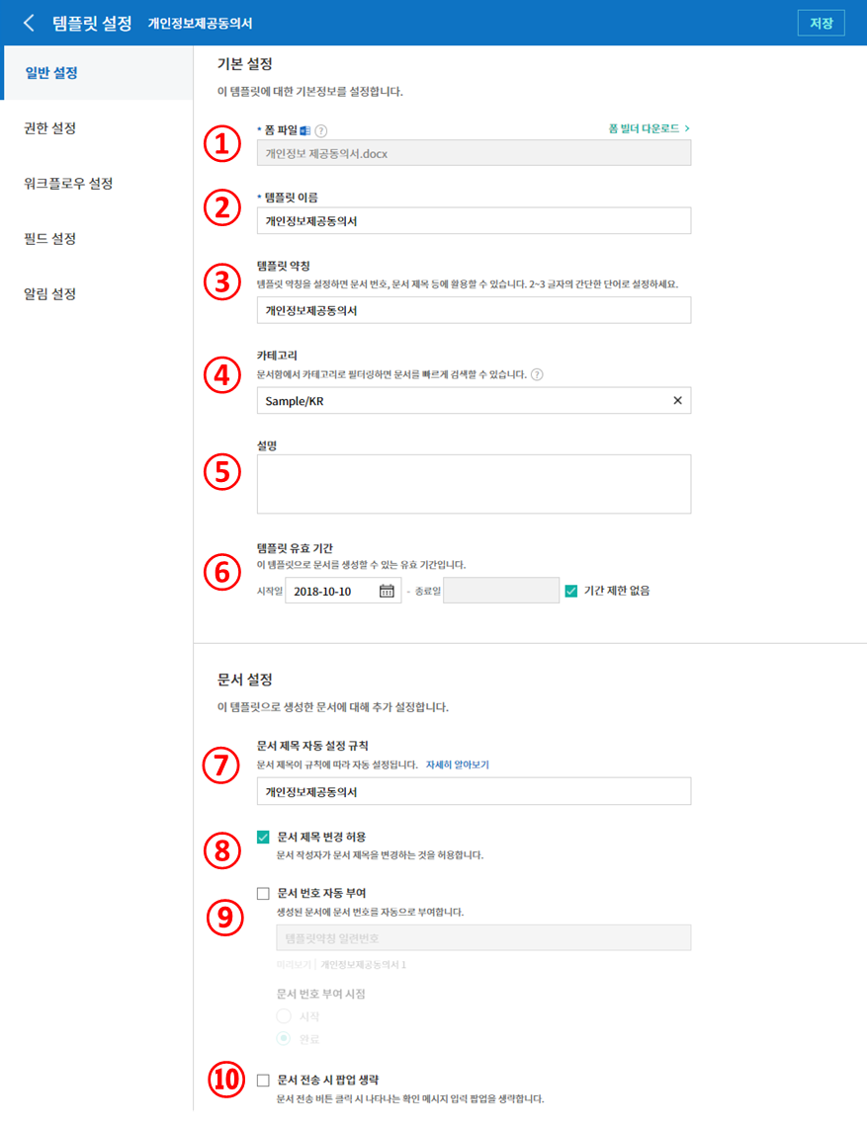 템플릿 설정 개인정보제공동의서 저장
일반 설정
권한 설정
워크플로우 설정
필드 설정
알림 설정
기본 설정
이 템플릿에 대한 기본정보를 설정합니다.
① * 폼 파일 ? 폼 빌더 다운로드 >
개인정보 제공동의서.docx
② * 템플릿 이름
개인정보제공동의서
③ 템플릿 약칭
템플릿 약칭을 설정하면 문서 번호, 문서 제목 등에 활용할 수 있습니다. 2~3 글자의 간단한 단어로 설정하세요.
개인정보제공동의서
④ 카테고리
문서함에서 카테고리로 필터링하면 문서를 빠르게 검색할 수 있습니다. ?
Sample/KR
⑤ 설명
⑥ 템플릿 유효 기간
이 템플릿으로 문서를 생성할 수 있는 유효 기간입니다.
시작일 2018-10-10 - 종료일 기간 제한 없음
문서 설정
이 템플릿으로 생성한 문서에 대해 추가 설정합니다.
⑦ 문서 제목 자동 설정 규칙
문서 제목이 규칙에 따라 자동 설정됩니다. 자세히 알아보기
개인정보제공동의서
⑧ 문서 제목 변경 허용
문서 작성자가 문서 제목을 변경하는 것을 허용합니다.
⑨ 문서 번호 자동 부여
생성된 문서에 문서 번호를 자동으로 부여합니다.
템플릿약칭 일련번호
미리보기 | 개인정보제공동의서 1
문서 번호 부여 시점
시작
완료
⑩ 문서 전송 시 팝업 생략
문서 전송 버튼 클릭 시 나타나는 확인 메시지 입력 팝업을 생략합니다.